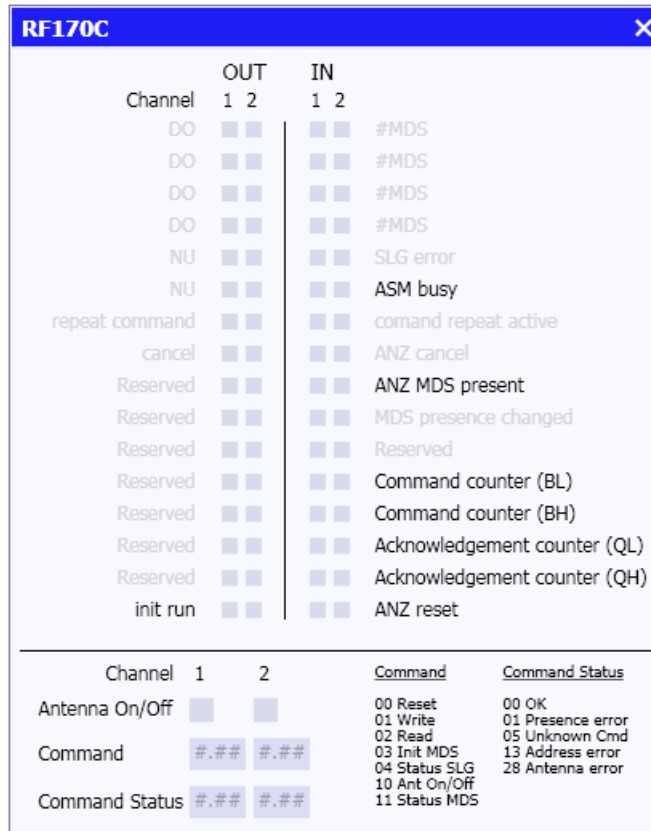 RF170C ×
OUT IN
Channel 1 2 1 2
DO #MDS
DO #MDS
DO #MDS
DO #MDS
NU SLG error
NU ASM busy
repeat command comand repeat active
cancel ANZ cancel
Reserved ANZ MDS present
Reserved MDS presence changed
Reserved Reserved
Reserved Command counter (BL)
Reserved Command counter (BH)
Reserved Acknowledgement counter (QL)
Reserved Acknowledgement counter (QH)
init run ANZ reset
Channel 1 2
Antenna On/Off
Command #.## #.##
Command Status #.## #.##
Command
00 Reset
01 Write
02 Read
03 Init MDS
04 Status SLG
10 Ant On/Off
11 Status MDS
Command Status
00 OK
01 Presence error
05 Unknown Cmd
13 Address error
28 Antenna error